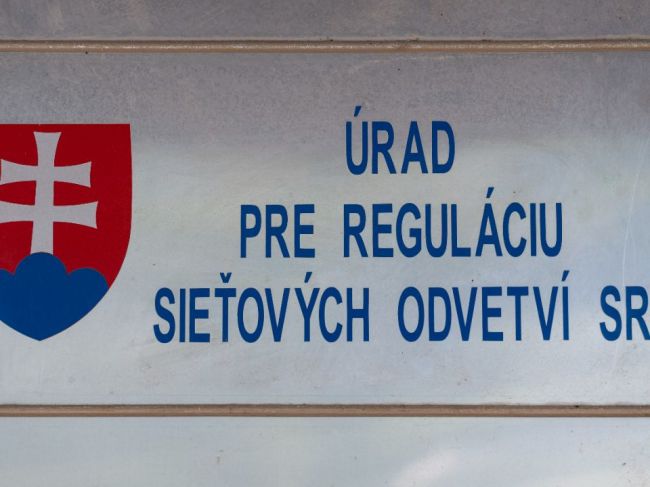 ÚRAD
PRE REGULÁCIU
SIEŤOVÝCH ODVETVÍ SR